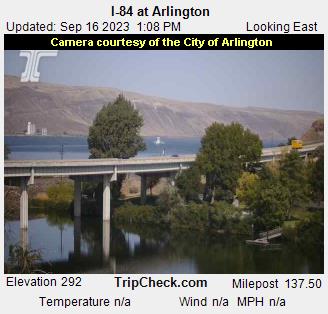 I-84 at Arlington
Updated: Sep 16 2023 1:08 PM Looking East
Camera courtesy of the City of Arlington
Elevation 292 TripCheck.com Milepost 137.50
Temperature n/a Wind n/a MPH n/a